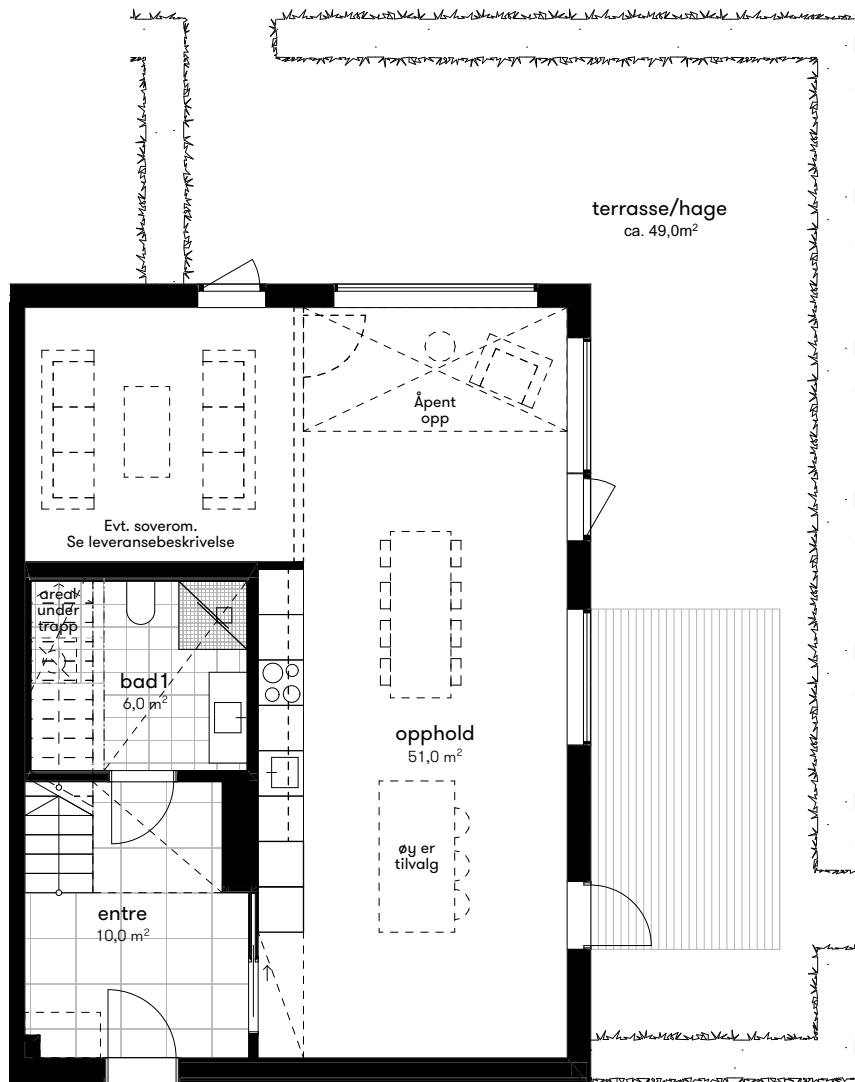 terrasse/hage
ca. 49,0m²
Åpent
opp
Evt. soverom.
Se leveransebeskrivelse
areal
under
trapp
bad 1
6,0 m²
opphold
51,0 m²
øy er
tilvalg
entre
10,0 m²